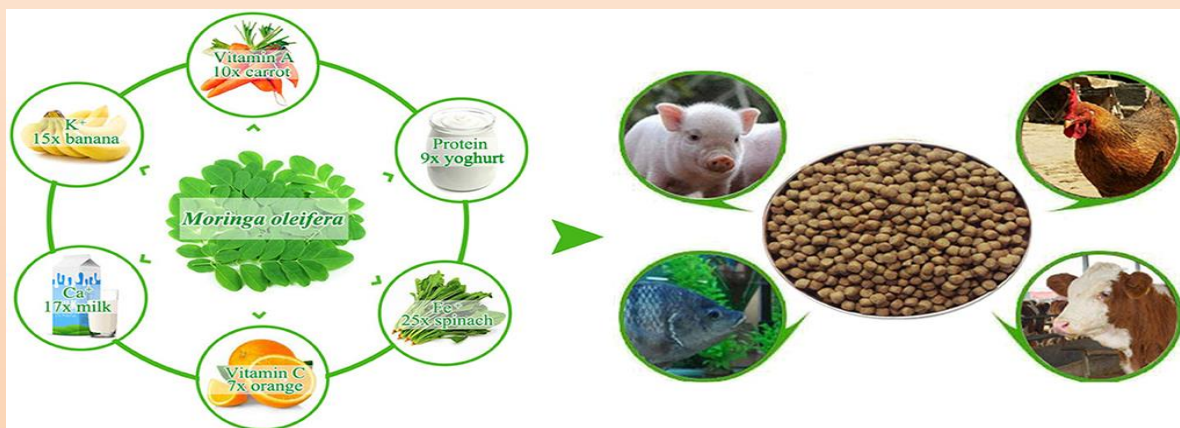 Vitamin A
10x carrot
K⁺
15x banana
Protein
9x yoghurt
Moringa oleifera
Ca⁺
17x milk
Fe⁺
25x spinach
Vitamin C
7x orange